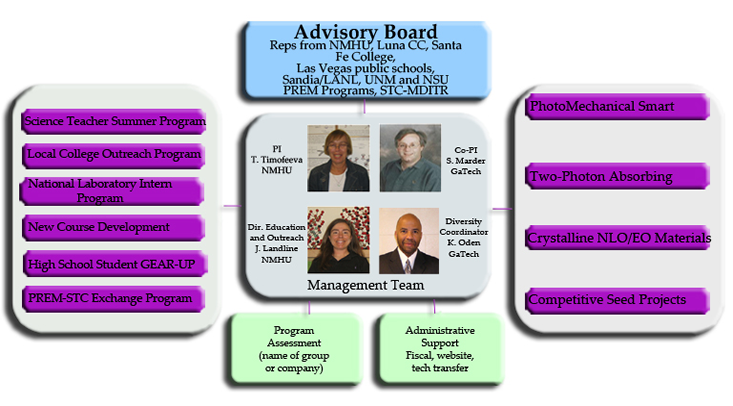 Advisory Board
Reps from NMHU, Luna CC, Santa
Fe College,
Las Vegas public schools,
Sandia/LANL, UNM and NSU
PREM Programs, STC-MDITR
Science Teacher Summer Program
Local College Outreach Program
National Laboratory Intern
Program
New Course Development
High School Student GEAR-UP
PREM-STC Exchange Program
PI
T. Timofeeva
NMHU
Co-PI
S. Marder
GaTech
Dir. Education
and Outreach
J. Landline
NMHU
Diversity
Coordinator
K. Oden
GaTech
Management Team
PhotoMechanical Smart
Two-Photon Absorbing
Crystalline NLO/EO Materials
Competitive Seed Projects
Program
Assessment
(name of group
or company)
Administrative
Support
Fiscal, website,
tech transfer